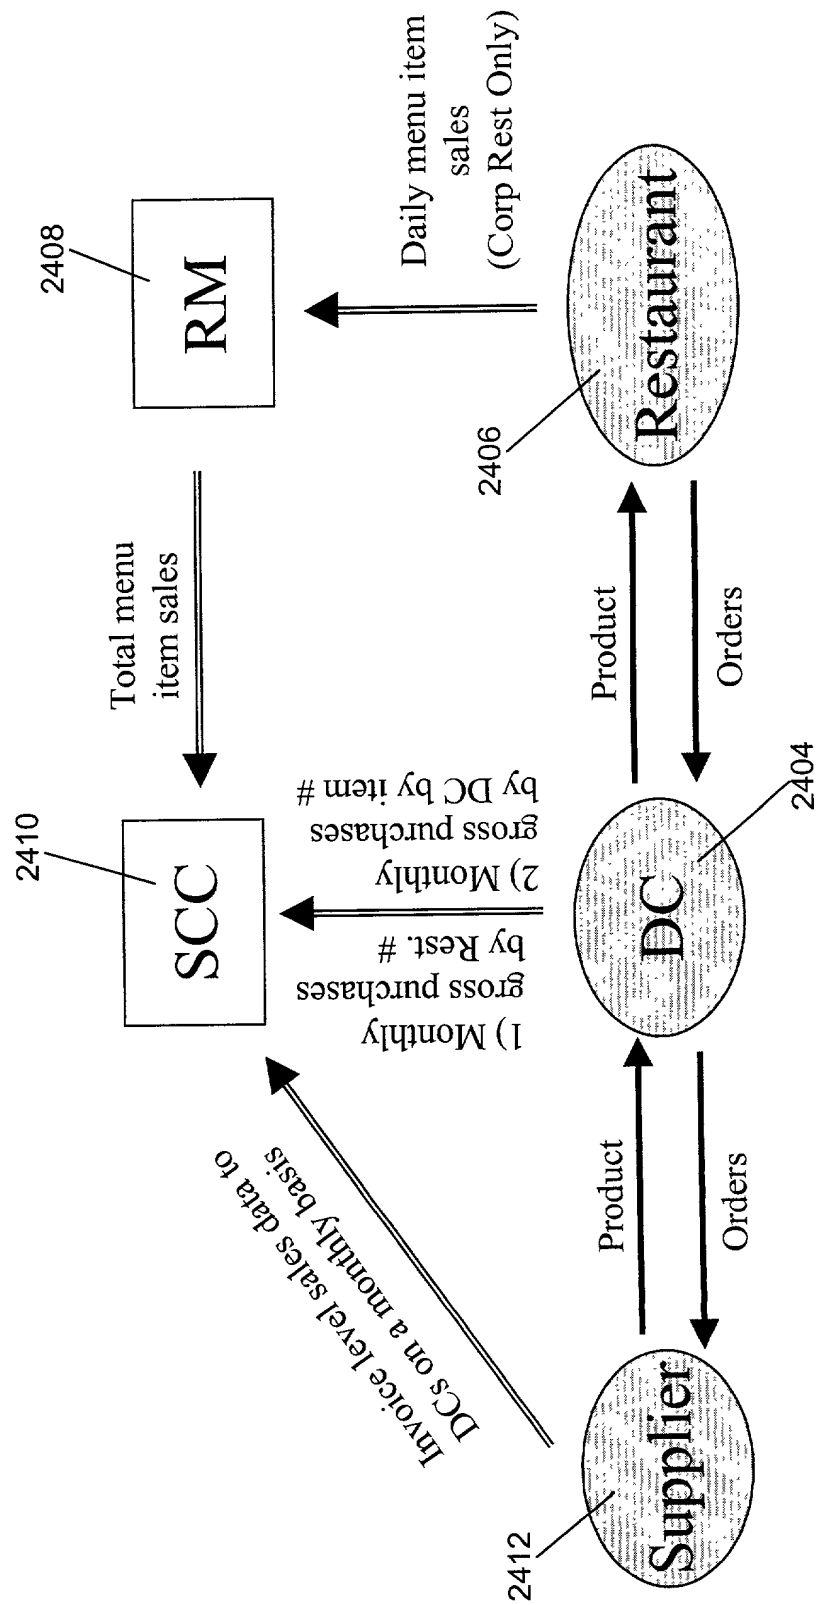 2410
SCC
Total menu
item sales
2408
RM
Invoice level sales data to
DCs on a monthly basis
1) Monthly
gross purchases
by Rest. #
2) Monthly
gross purchases
by DC by item #
Daily menu item
sales
(Corp Rest Only)
2412
Supplier
Product
Orders
DC
2404
Product
Orders
2406
Restaurant